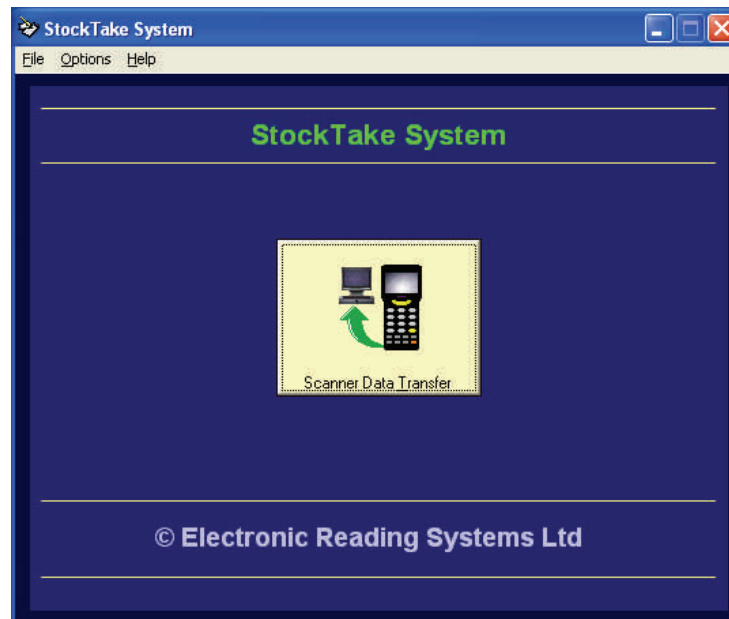 StockTake System
File Options Help
StockTake System
Scanner Data Transfer
© Electronic Reading Systems Ltd